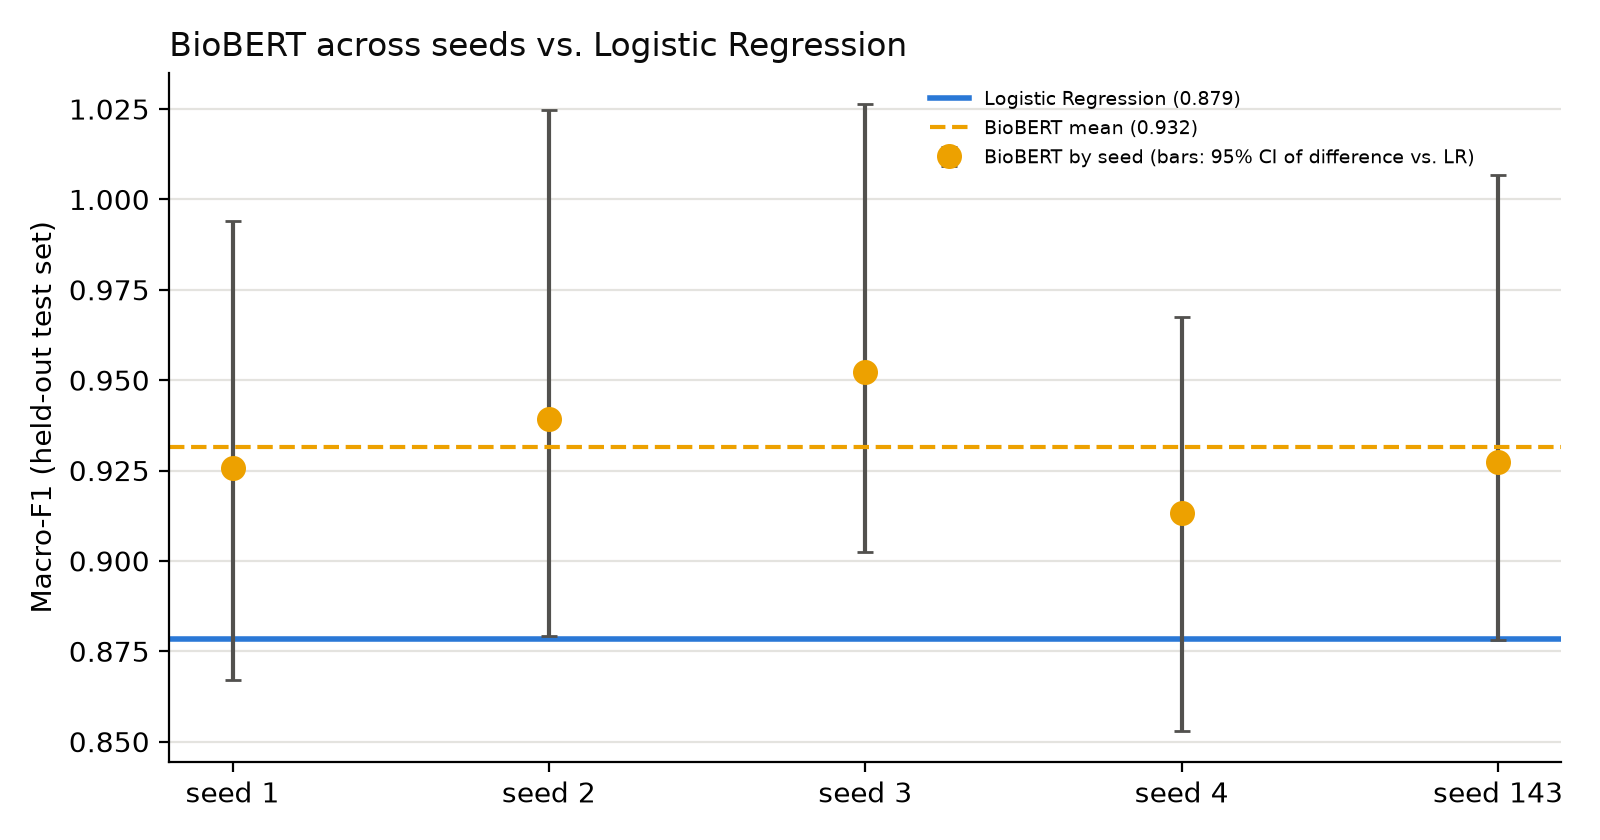 BioBERT across seeds vs. Logistic Regression
Logistic Regression (0.879)
BioBERT mean (0.932)
BioBERT by seed (bars: 95% CI of difference vs. LR)
Macro-F1 (held-out test set)
1.025
1.000
0.975
0.950
0.925
0.900
0.875
0.850
seed 1
seed 2
seed 3
seed 4
seed 143